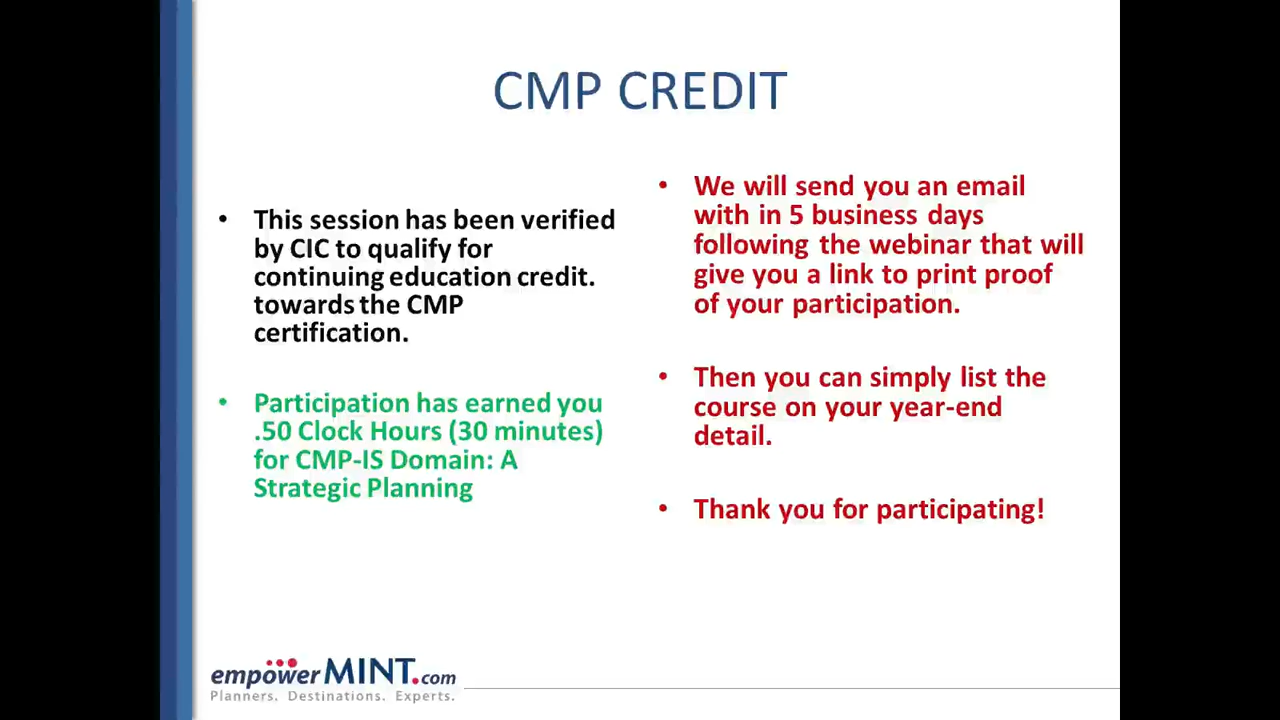 CMP CREDIT
• This session has been verified
by CIC to qualify for
continuing education credit.
towards the CMP
certification.
• Participation has earned you
.50 Clock Hours (30 minutes)
for CMP-IS Domain: A
Strategic Planning
• We will send you an email
with in 5 business days
following the webinar that will
give you a link to print proof
of your participation.
• Then you can simply list the
course on your year-end
detail.
• Thank you for participating!
empowerMINT.com
Planners. Destinations. Experts.